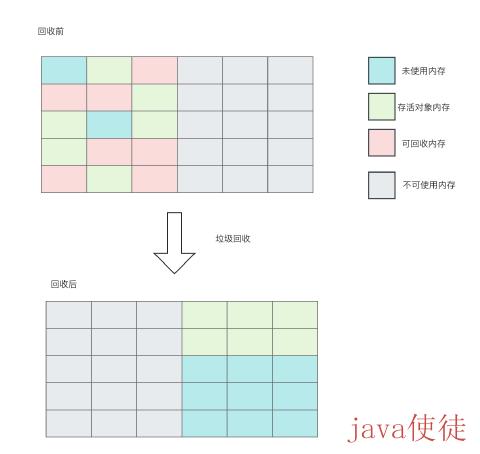 回收前
未使用内存
存活对象内存
可回收内存
不可使用内存
垃圾回收
回收后
java使徒